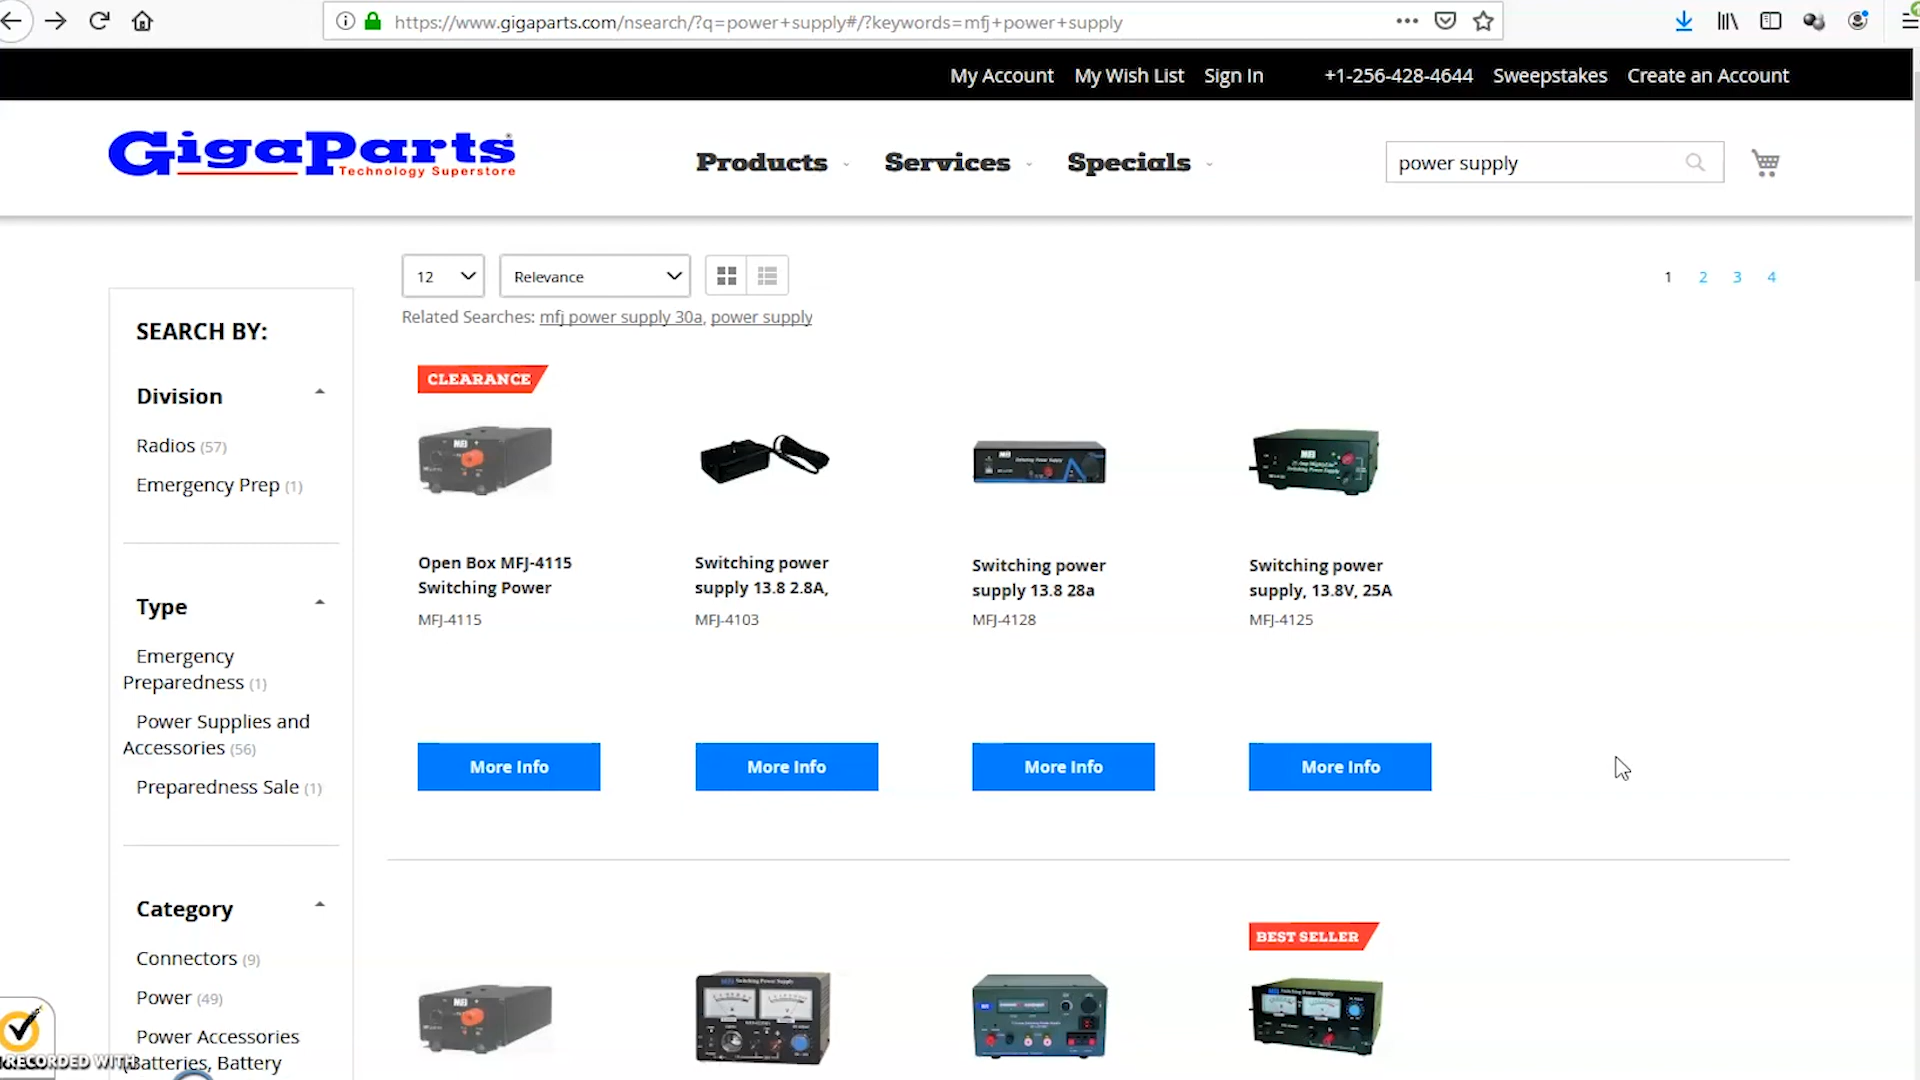 https://www.gigaparts.com/nsearch/?q=power+supply#/?keywords=mfj+power+supply
My Account My Wish List Sign In +1-256-428-4644 Sweepstakes Create an Account
GigaParts
Technology Superstore
Products Services Specials
power supply
12 Relevance 1 2 3 4
Related Searches: mfj power supply 30a, power supply
SEARCH BY:
Division
Radios (57)
Emergency Prep (1)
Type
Emergency
Preparedness (1)
Power Supplies and
Accessories (56)
Preparedness Sale (1)
Category
Connectors (9)
Power (49)
Power Accessories
Batteries, Battery
CLEARANCE
Open Box MFJ-4115
Switching Power
MFJ-4115
More Info
Switching power
supply 13.8 2.8A,
MFJ-4103
More Info
Switching power
supply 13.8 28a
MFJ-4128
More Info
Switching power
supply, 13.8V, 25A
MFJ-4125
More Info
BEST SELLER
RECORDED WITH